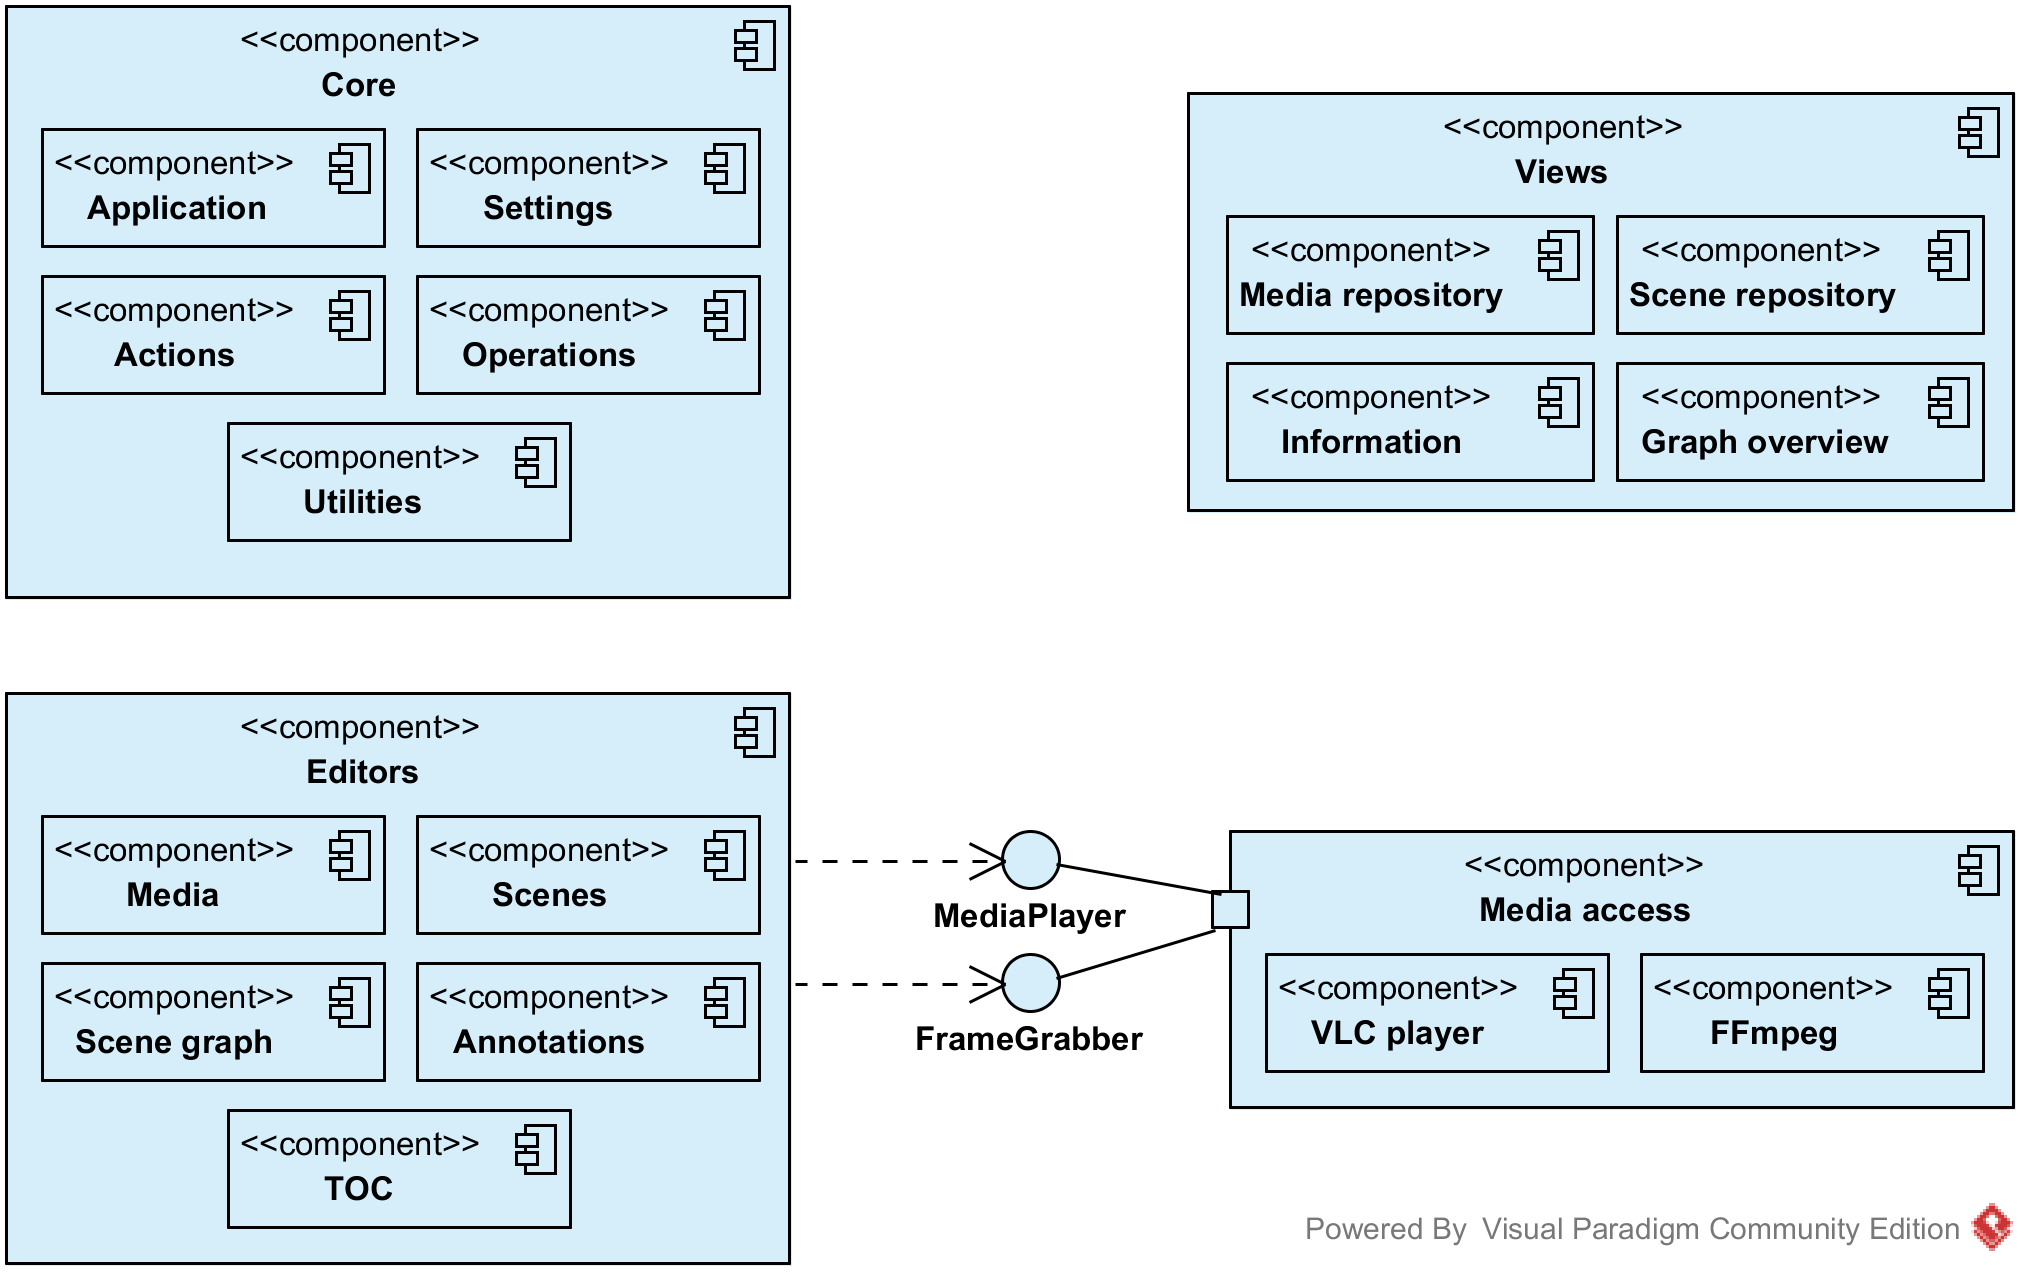 <<component>>
Core
<<component>>
Application
<<component>>
Settings
<<component>>
Actions
<<component>>
Operations
<<component>>
Utilities
<<component>>
Views
<<component>>
Media repository
<<component>>
Scene repository
<<component>>
Information
<<component>>
Graph overview
<<component>>
Editors
<<component>>
Media
<<component>>
Scenes
<<component>>
Scene graph
<<component>>
Annotations
<<component>>
TOC
MediaPlayer
FrameGrabber
<<component>>
Media access
<<component>>
VLC player
<<component>>
FFmpeg
Powered By Visual Paradigm Community Edition